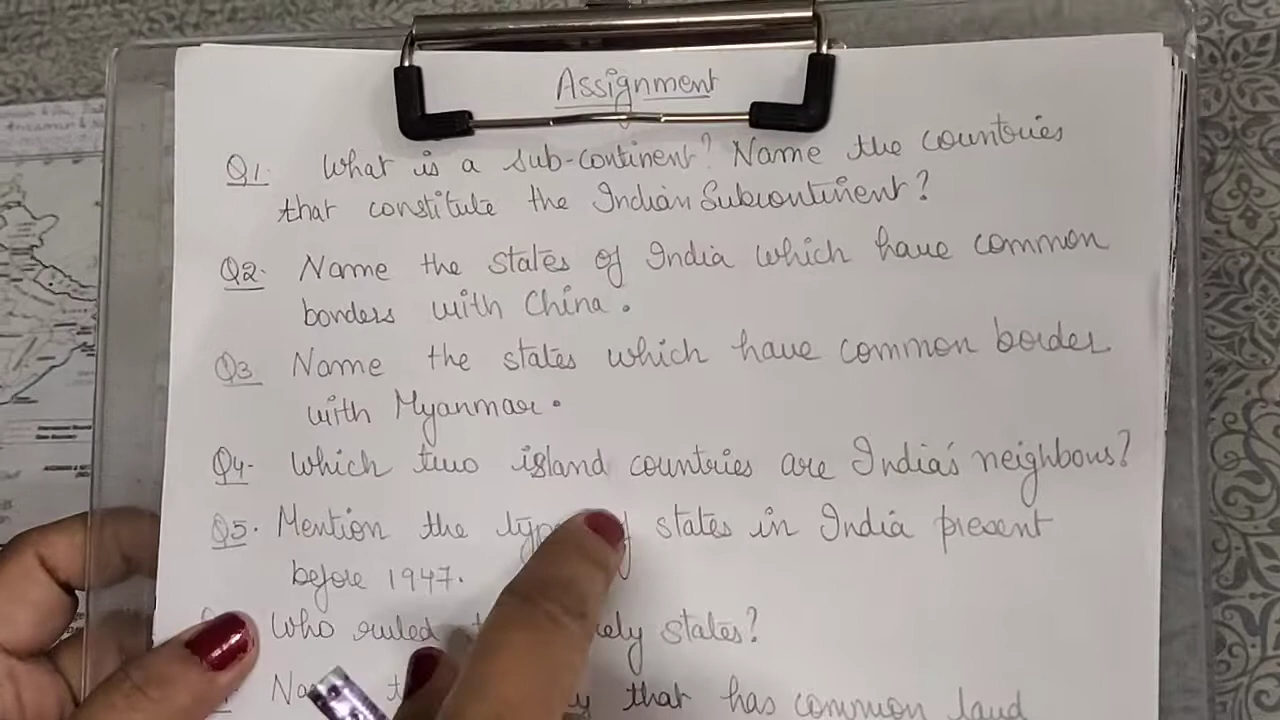 Assignment
Q1. What is a sub-continent? Name the countries
that constitute the Indian Subcontinent?
Q2. Name the states of India which have common
borders with China.
Q3 Name the states which have common border
with Myanmar.
Q4. Which two island countries are India's neighbous?
Q5. Mention the states in India present
before 1947.
Who ruled states?
that has common land